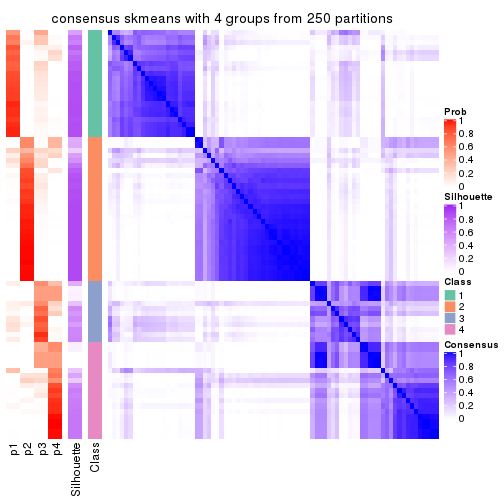 consensus skmeans with 4 groups from 250 partitions
Prob
1
0.8
0.6
0.4
0.2
0
Silhouette
1
0.8
0.6
0.4
0.2
0
Class
1
2
3
4
Consensus
1
0.8
0.6
0.4
0.2
0
p1
p2
p3
p4
Silhouette
Class